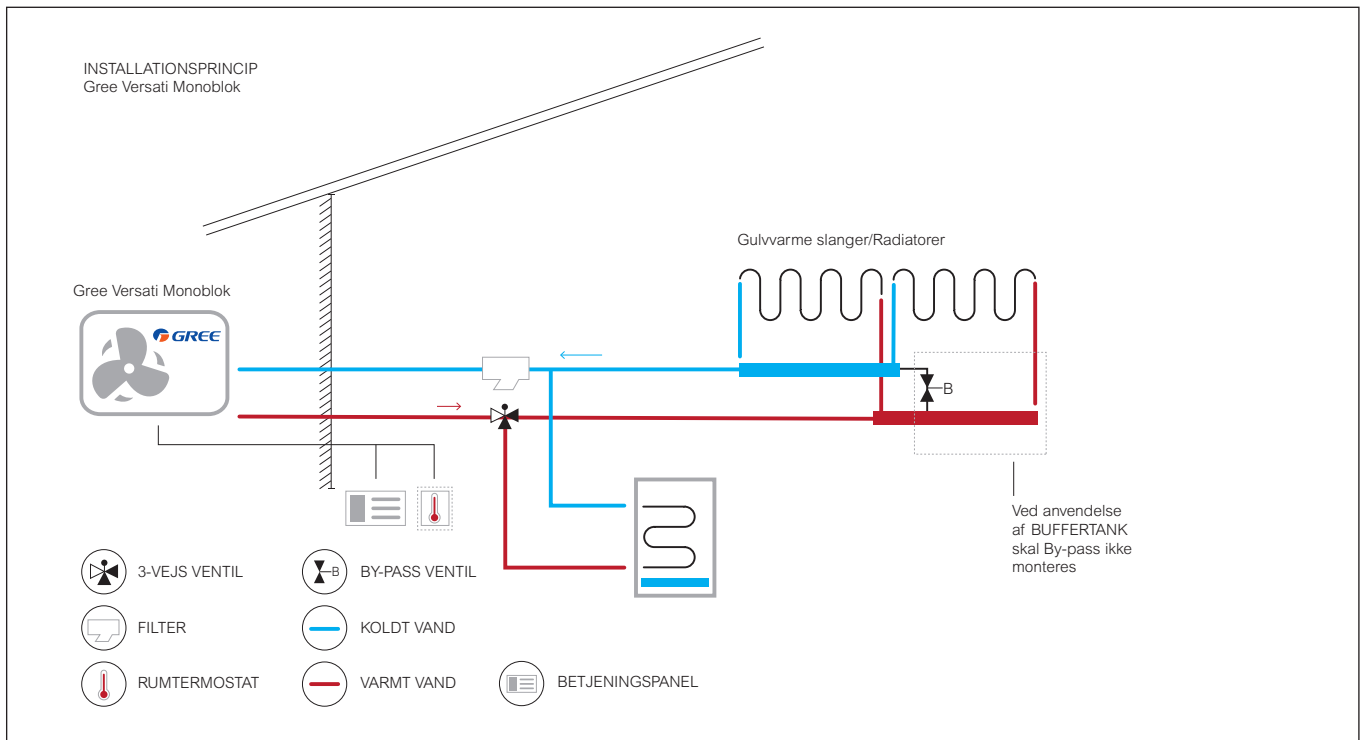 INSTALLATIONSPRINCIP
Gree Versati Monoblok
Gulvvarme slanger/Radiatorer
Gree Versati Monoblok
GREE
B
Ved anvendelse
af BUFFERTANK
skal By-pass ikke
monteres
3-VEJS VENTIL
B
BY-PASS VENTIL
FILTER
KOLDT VAND
RUMTERMOSTAT
VARMT VAND
BETJENINGSPANEL